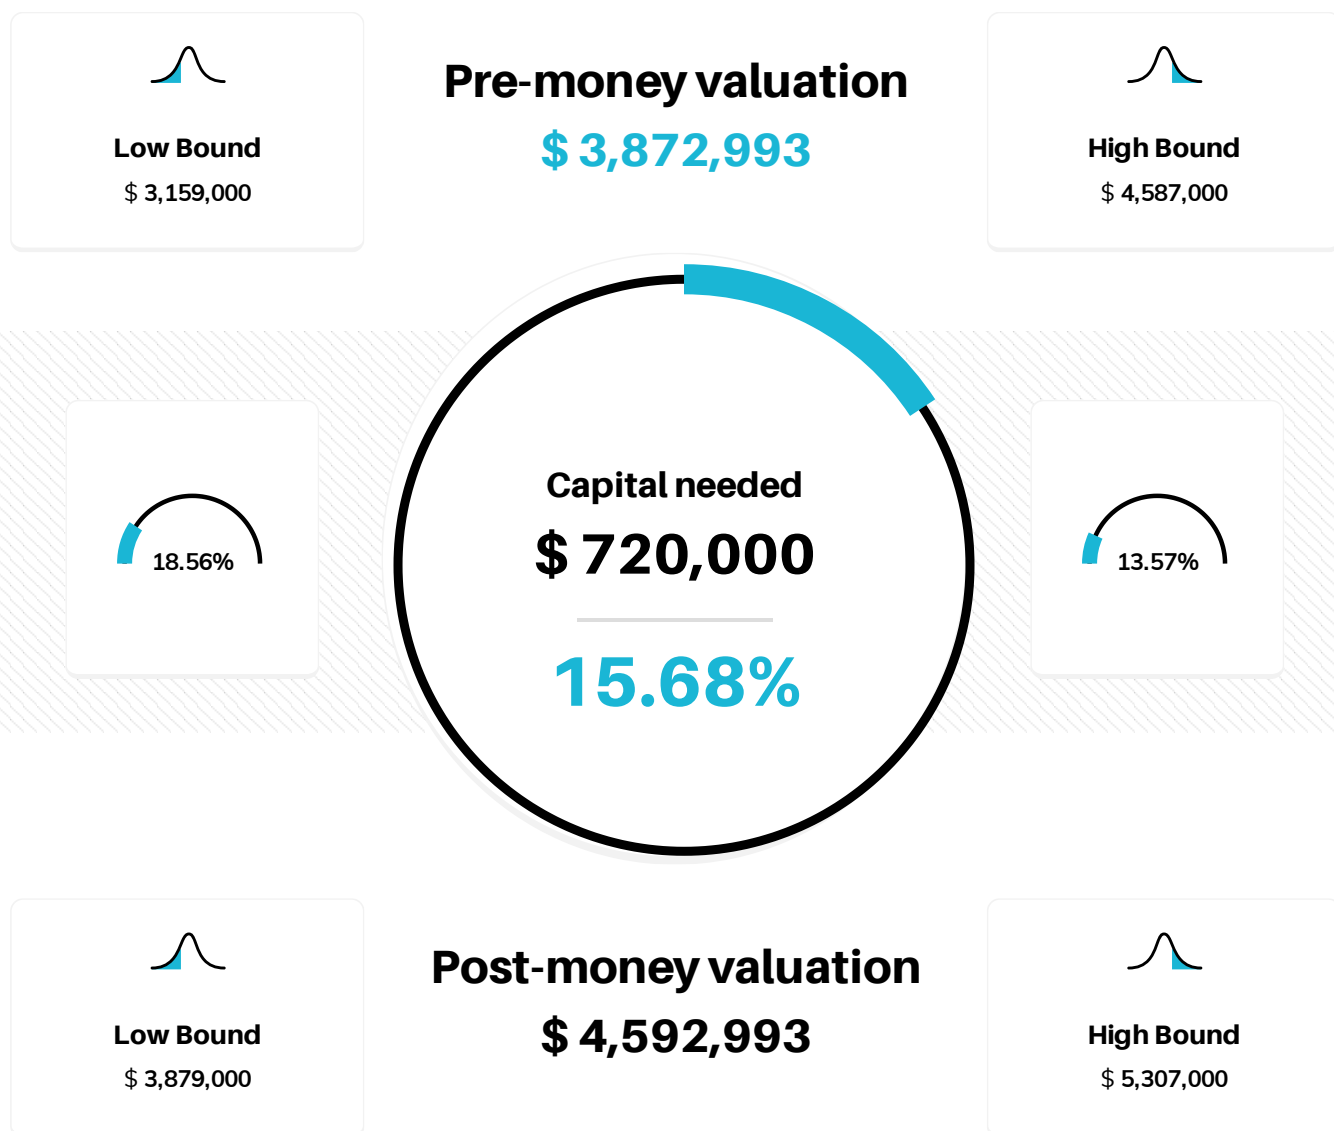 Pre-money valuation
$ 3,872,993
Low Bound
$ 3,159,000
High Bound
$ 4,587,000
Capital needed
$ 720,000
15.68%
18.56%
13.57%
Post-money valuation
$ 4,592,993
Low Bound
$ 3,879,000
High Bound
$ 5,307,000